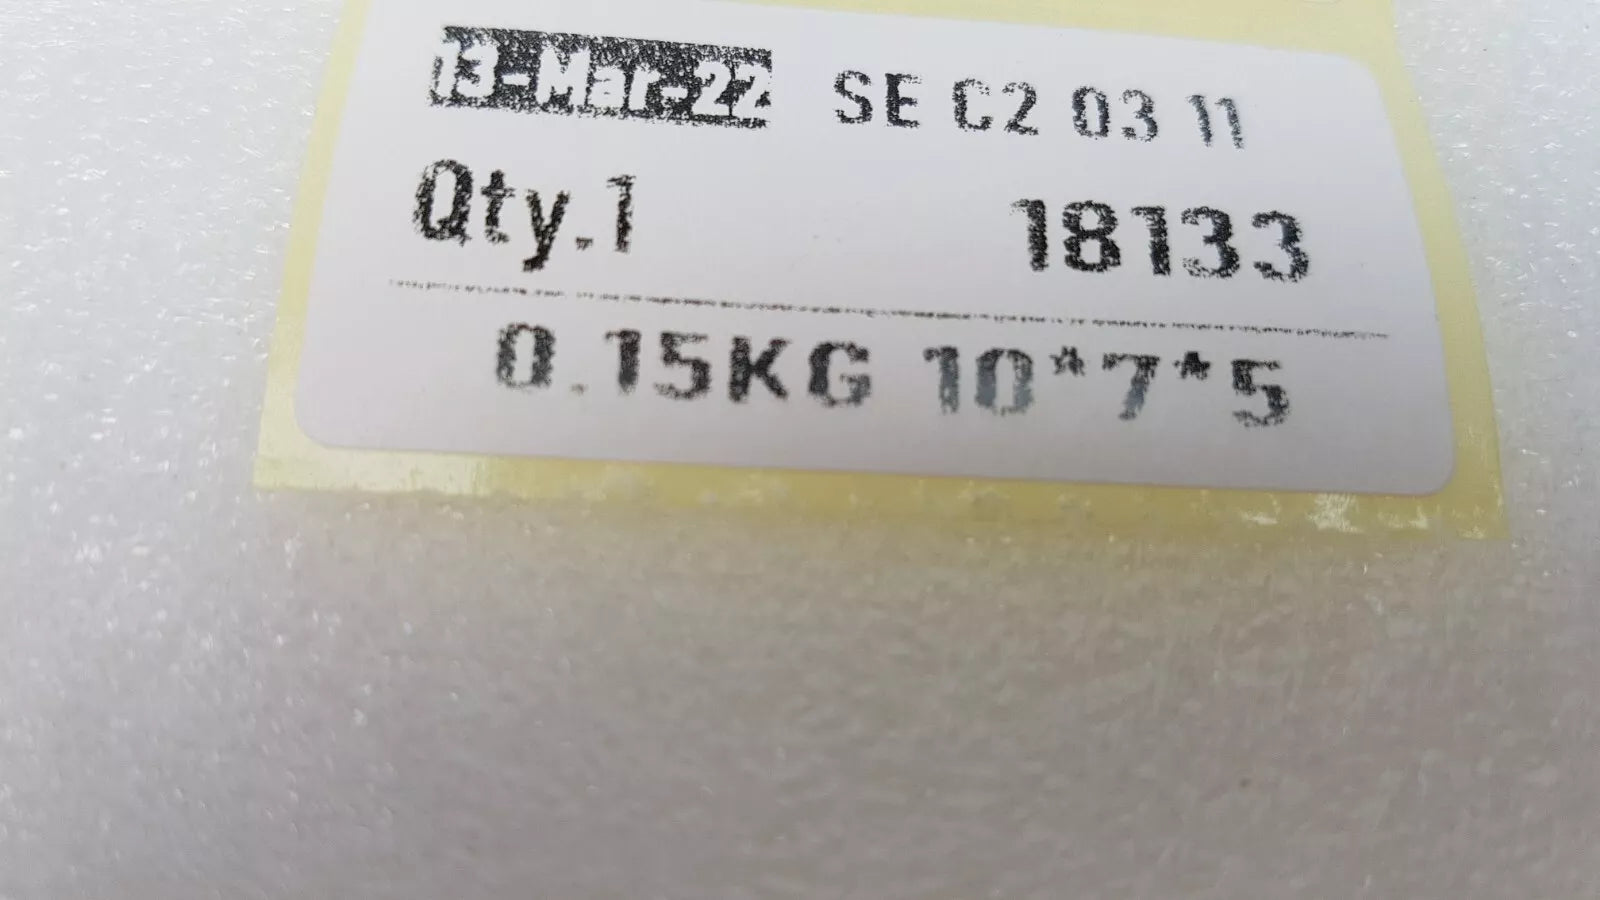 13-Mar-22 SE C2 03 11
Qty.1 18133
0.15KG 10*7*5